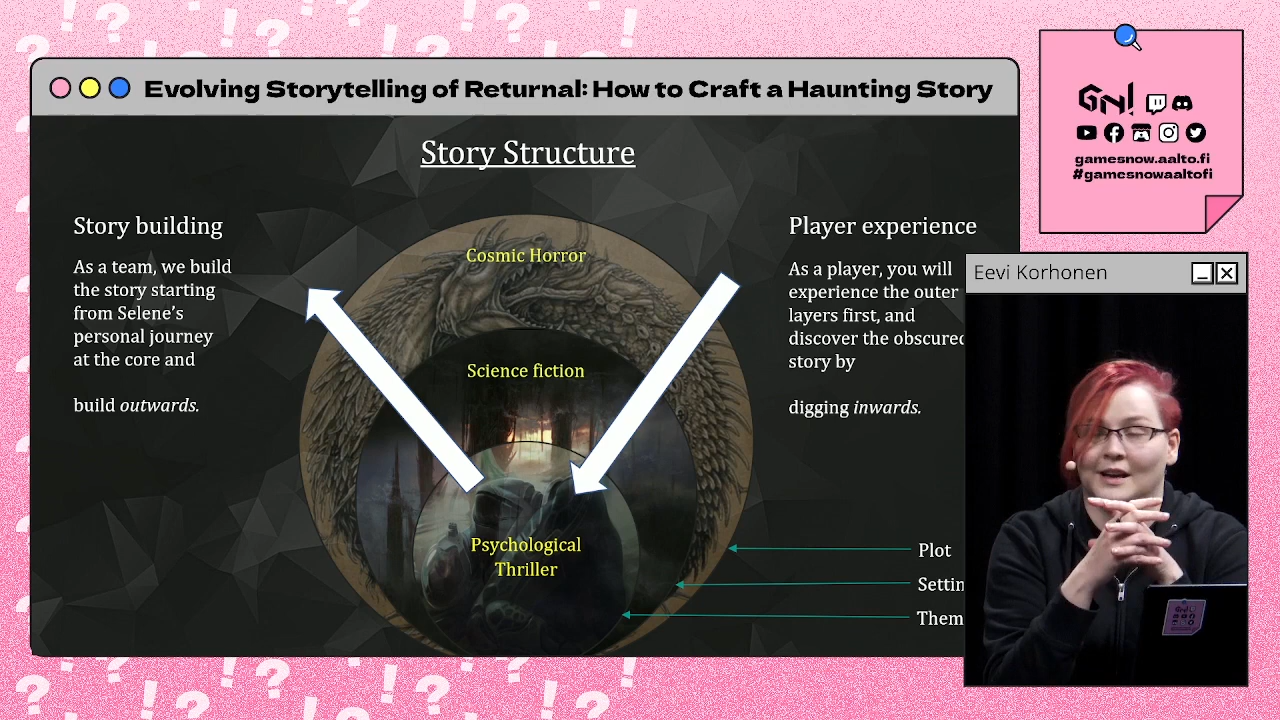 Evolving Storytelling of Returnal: How to Craft a Haunting Story
Story Structure
Story building
As a team, we build
the story starting
from Selene's
personal journey
at the core and
build outwards.
Cosmic Horror
Science fiction
Psychological
Thriller
Player experience
As a player, you will
experience the outer
layers first, and
discover the obscured
story by
digging inwards.
Plot
Settin
Them
GN!
gamesnow.aalto.fi
#gamesnowaaltofi
Eevi Korhonen